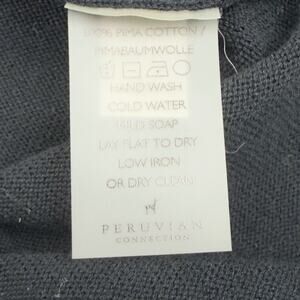 100% PIMA COTTON /
PIMABAUMWOLLE
HAND WASH
COLD WATER
MILD SOAP
LAY FLAT TO DRY
LOW IRON
OR DRY CLEAN
PERUVIAN
CONNECTION